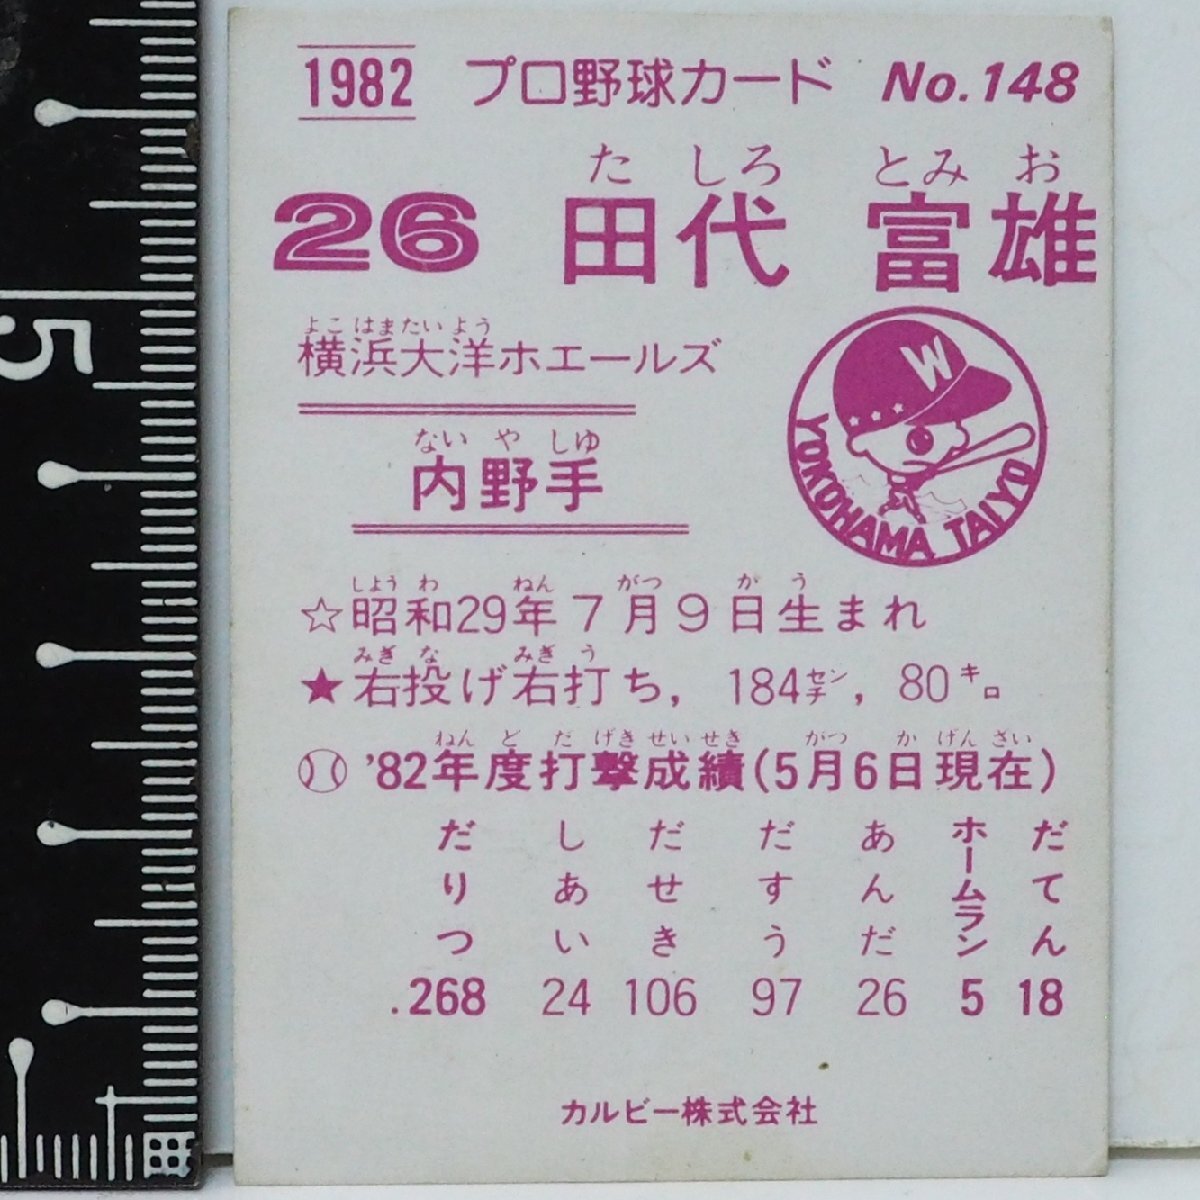 1982 プロ野球カード No.148
た しろ とみ お
26 田代 富雄
よこ はま たい よう
横浜大洋ホエールズ
ない や しゆ
内野手
W
YOKOHAMA TAIYO
しよう わ ねん がつ か う
☆昭和29年7月9日生まれ
みぎ な みぎ う
★右投げ右打ち, 184センチ, 80キロ
ねん ど だ げき せい せき がつ か げん ざい
'82年度打撃成績(5月6日現在)
だりつ しあい だせき だすう あんだ ホームラン だてん
.268 24 106 97 26 5 18
カルビー株式会社
5